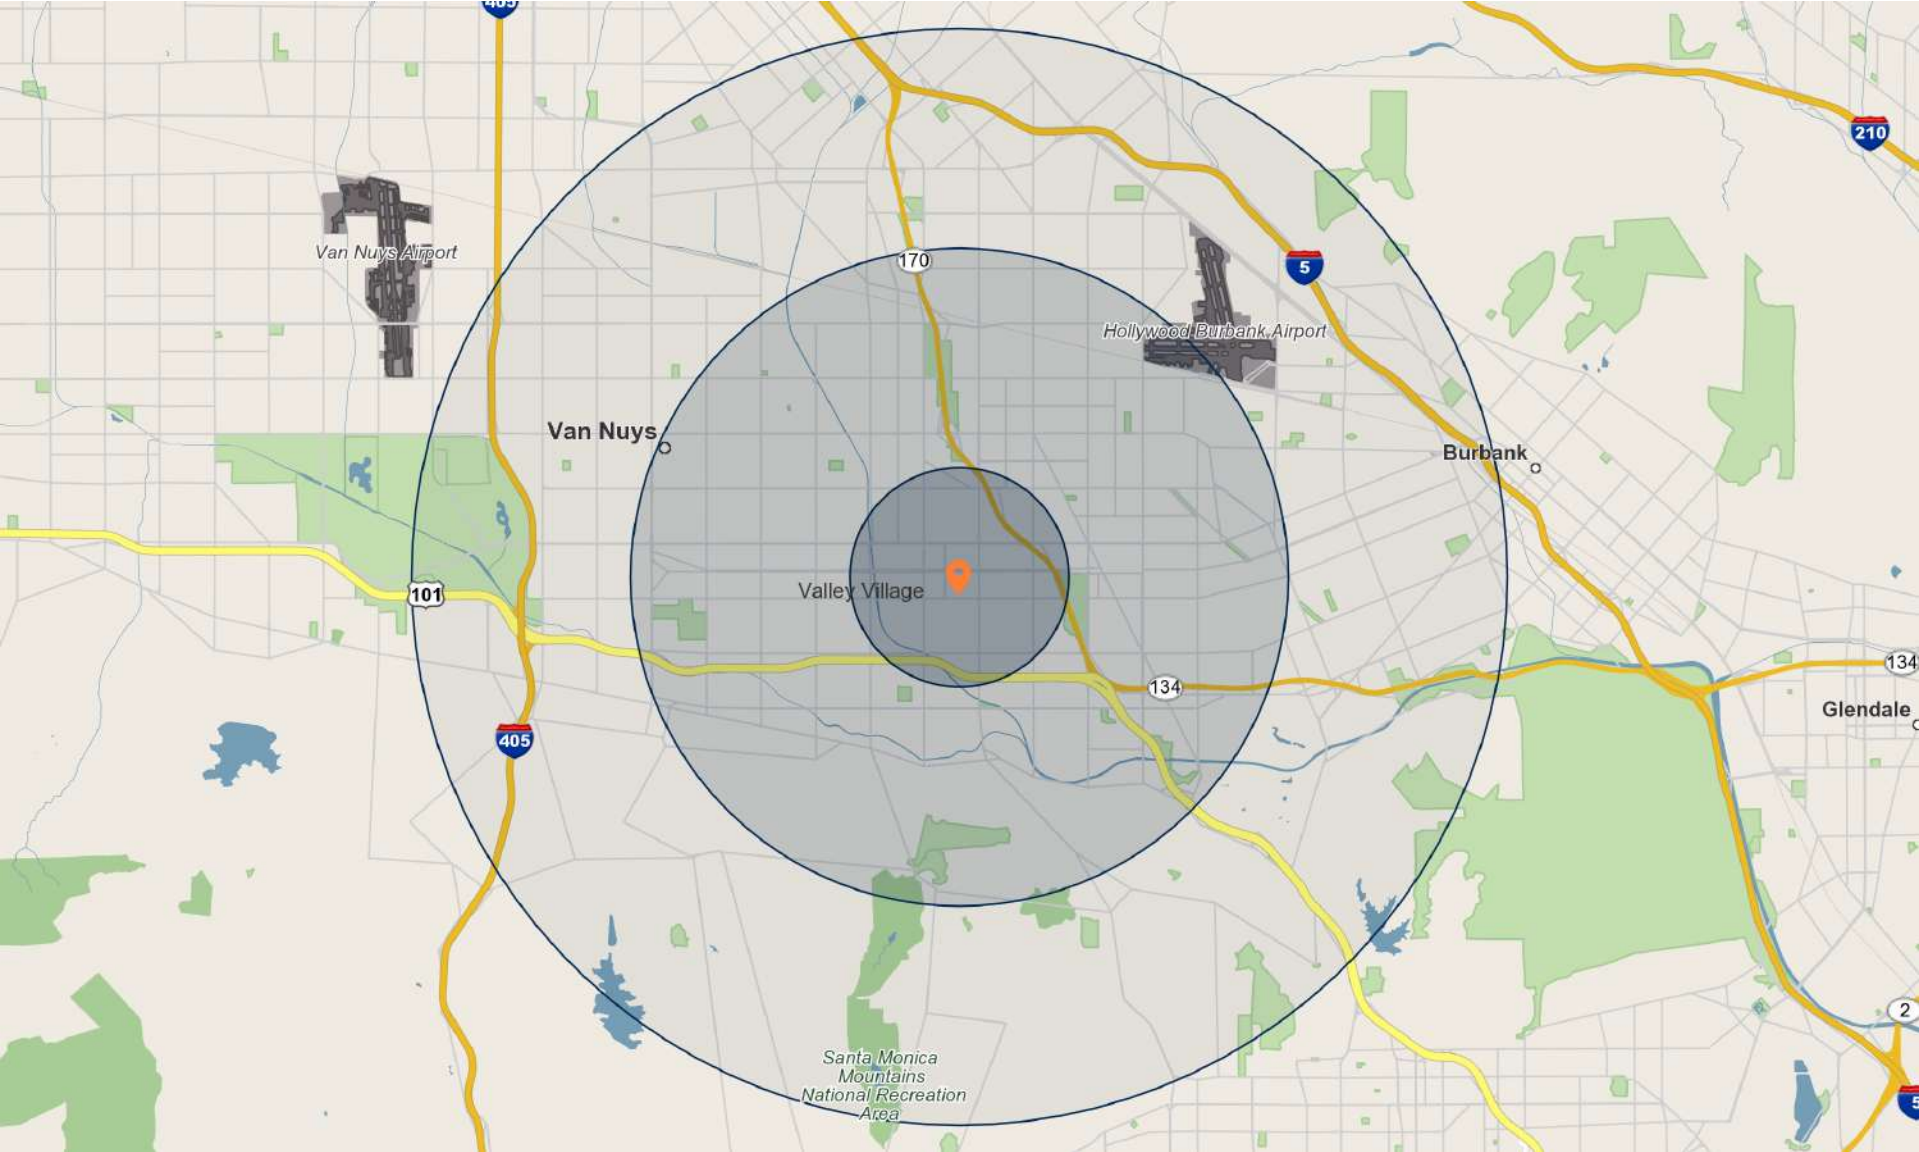 405
210
Van Nuys Airport
170
5
Hollywood Burbank Airport
Van Nuys
Burbank
Valley Village
101
134
134
Glendale
405
Santa Monica
Mountains
National Recreation
Area
2
5